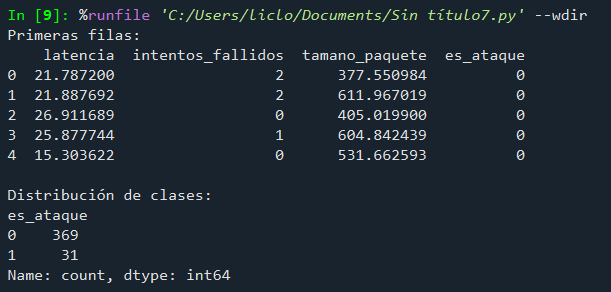 In [9]: %runfile 'C:/Users/liclo/Documents/Sin título7.py' --wdir
Primeras filas:
    latencia  intentos_fallidos  tamano_paquete  es_ataque
0  21.787200                  2      377.550984          0
1  21.887692                  2      611.967019          0
2  26.911689                  0      405.019900          0
3  25.877744                  1      604.842439          0
4  15.303622                  0      531.662593          0
Distribución de clases:
es_ataque
0    369
1     31
Name: count, dtype: int64